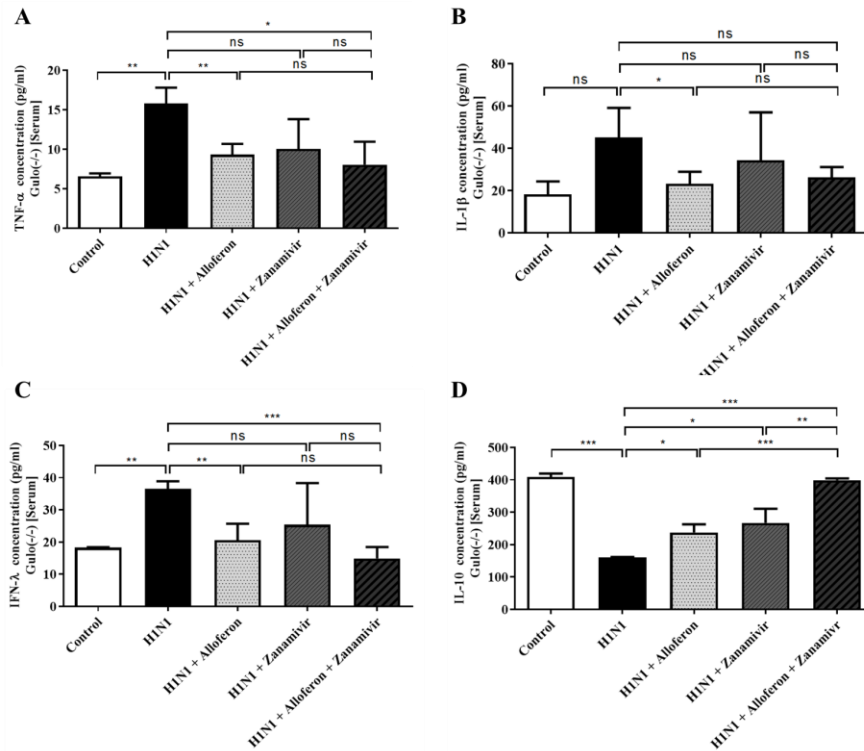 A
*
ns
ns
**
**
ns
TNF-α concentration (pg/ml)
Gulo(-/-) [Serum]
20
15
10
5
0
Control
H1N1
H1N1 + Alloferon
H1N1 + Zanamivir
H1N1 + Alloferon + Zanamivir
B
ns
ns
ns
ns
*
ns
IL-1β concentration (pg/ml)
Gulo(-/-) [Serum]
80
60
40
20
0
Control
H1N1
H1N1 + Alloferon
H1N1 + Zanamivir
H1N1 + Alloferon + Zanamivir
C
***
ns
ns
**
**
ns
IFN-λ concentration (pg/ml)
Gulo(-/-) [Serum]
50
40
30
20
10
0
Control
H1N1
H1N1 + Alloferon
H1N1 + Zanamivir
H1N1 + Alloferon + Zanamivir
D
***
*
**
***
*
***
IL-10 concentration (pg/ml)
Gulo(-/-) [Serum]
500
400
300
200
100
0
Control
H1N1
H1N1 + Alloferon
H1N1 + Zanamivir
H1N1 + Alloferon + Zanamivr